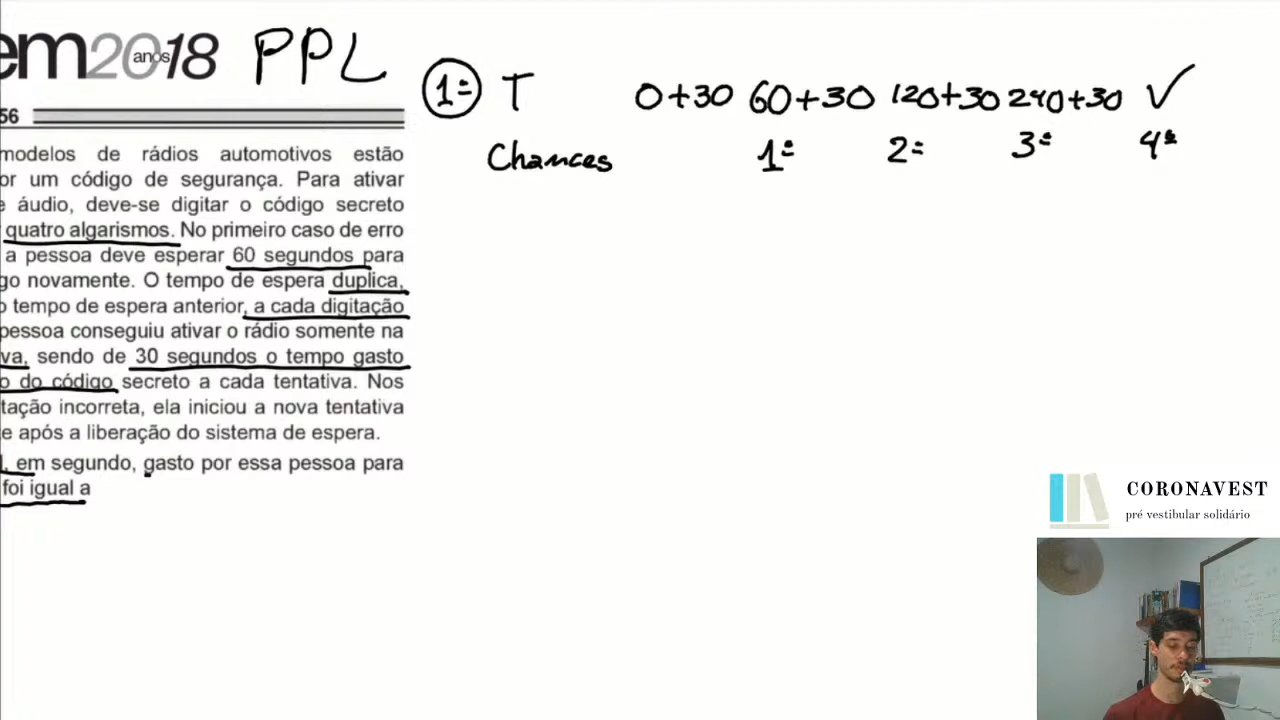 em2018 PPL
anos
56
modelos de rádios automotivos estão
or um código de segurança. Para ativar
e áudio, deve-se digitar o código secreto
quatro algarismos. No primeiro caso de erro
a pessoa deve esperar 60 segundos para
go novamente. O tempo de espera duplica,
o tempo de espera anterior, a cada digitação
pessoa conseguiu ativar o rádio somente na
va, sendo de 30 segundos o tempo gasto
o do código secreto a cada tentativa. Nos
tação incorreta, ela iniciou a nova tentativa
e após a liberação do sistema de espera.
l, em segundo, gasto por essa pessoa para
foi igual a
1º T 0+30 60+30 120+30 240+30 ✓
Chances 1ª 2ª 3ª 4ª
CORONAVEST
pré vestibular solidário